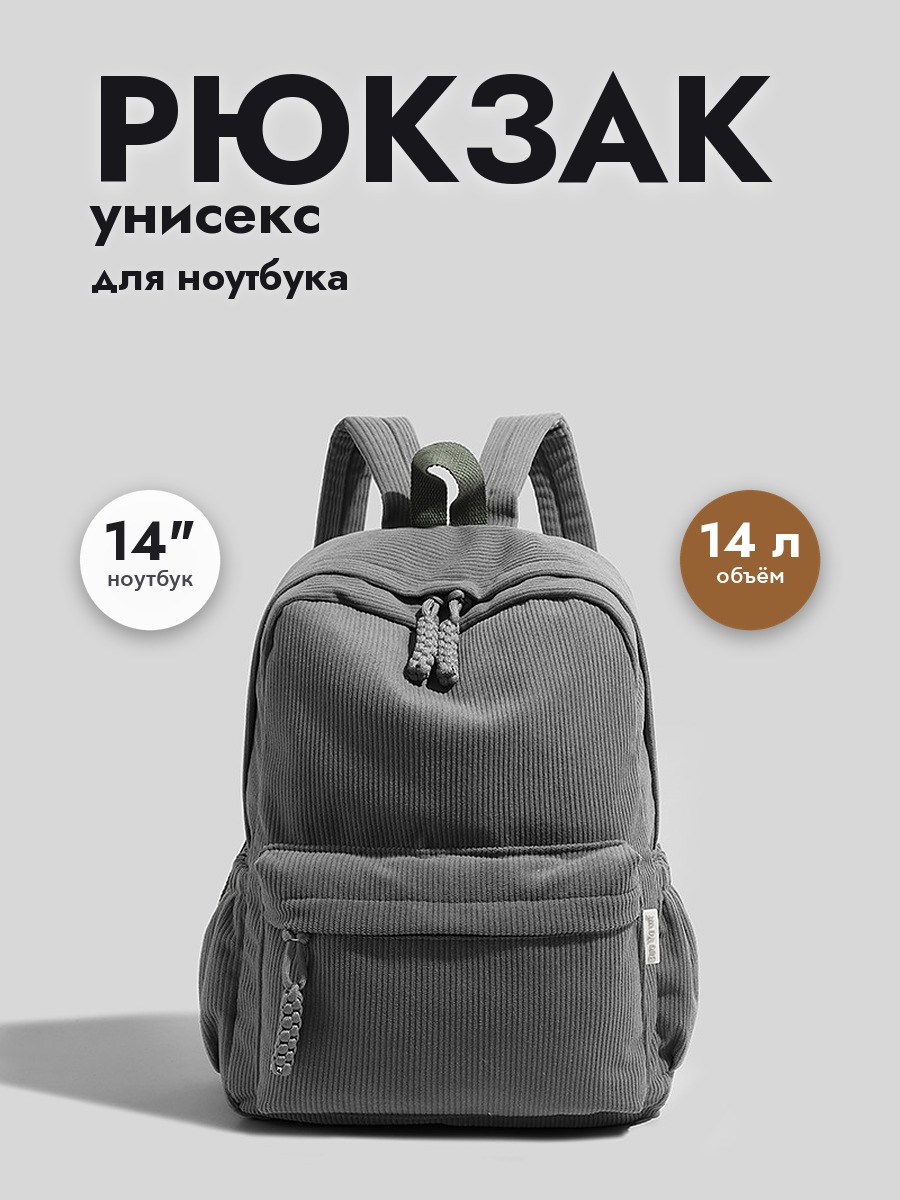 РЮКЗАК
унисекс
для ноутбука
14"
ноутбук
14 л
объём